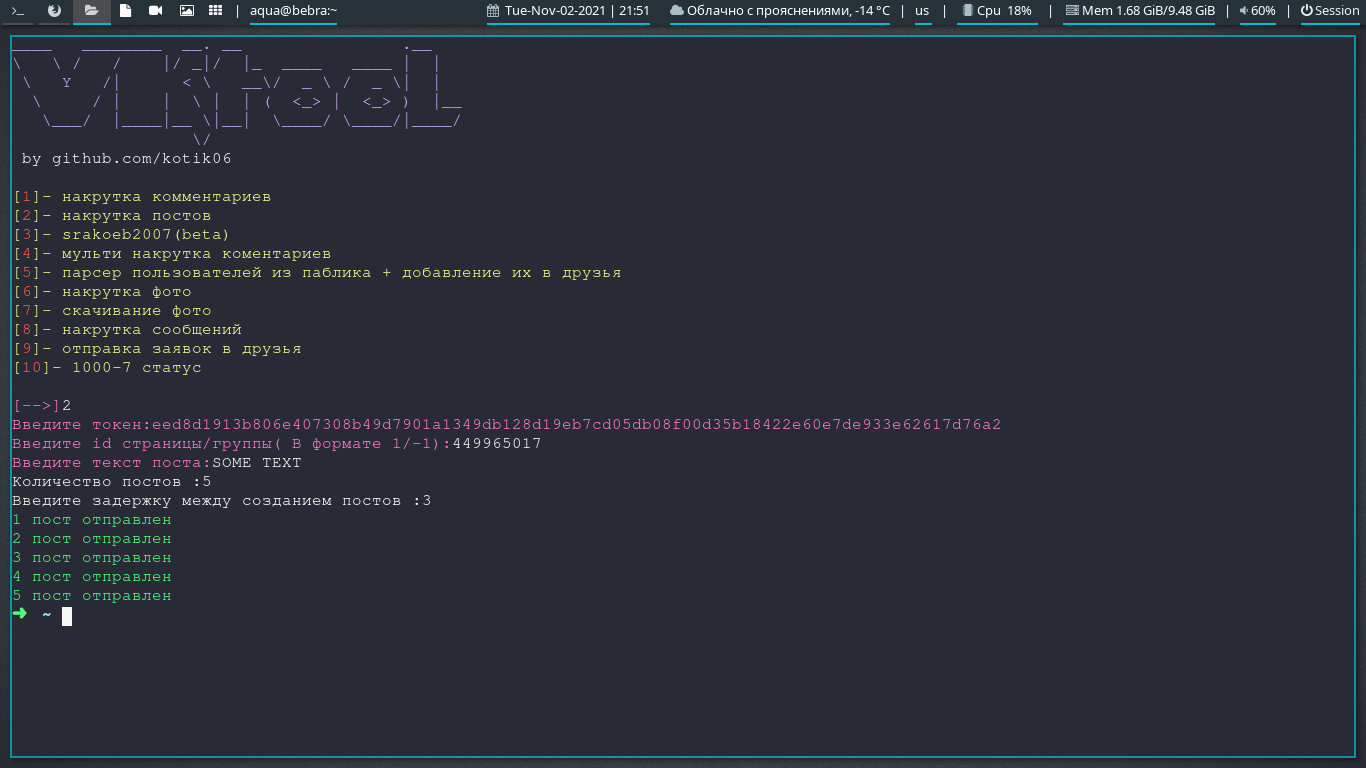 aqua@bebra:~
Tue-Nov-02-2021 | 21:51
Облачно с прояснениями, -14 °C
us
Cpu 18%
Mem 1.68 GiB/9.48 GiB
60%
Session
VKtool
by github.com/kotik06
[1]- накрутка комментариев
[2]- накрутка постов
[3]- srakoeb2007(beta)
[4]- мульти накрутка коментариев
[5]- парсер пользователей из паблика + добавление их в друзья
[6]- накрутка фото
[7]- скачивание фото
[8]- накрутка сообщений
[9]- отправка заявок в друзья
[10]- 1000-7 статус
[-->]2
Введите токен:eed8d1913b806e407308b49d7901a1349db128d19eb7cd05db08f00d35b18422e60e7de933e62617d76a2
Введите id страницы/группы( В формате 1/-1):449965017
Введите текст поста:SOME TEXT
Количество постов :5
Введите задержку между созданием постов :3
1 пост отправлен
2 пост отправлен
3 пост отправлен
4 пост отправлен
5 пост отправлен
➜ ~